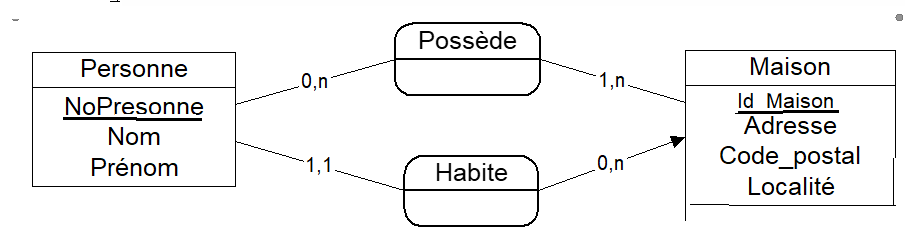 Personne
NoPresonne
Nom
Prénom
0,n
Possède
1,n
1,1
Habite
0,n
Maison
Id_Maison
Adresse
Code_postal
Localité